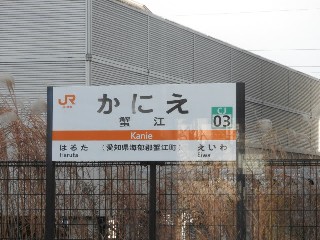 JR
かにえ
蟹江
CJ
03
Kanie
はるた
(愛知県海部郡蟹江町)
えいわ
Haruta
Eiwa